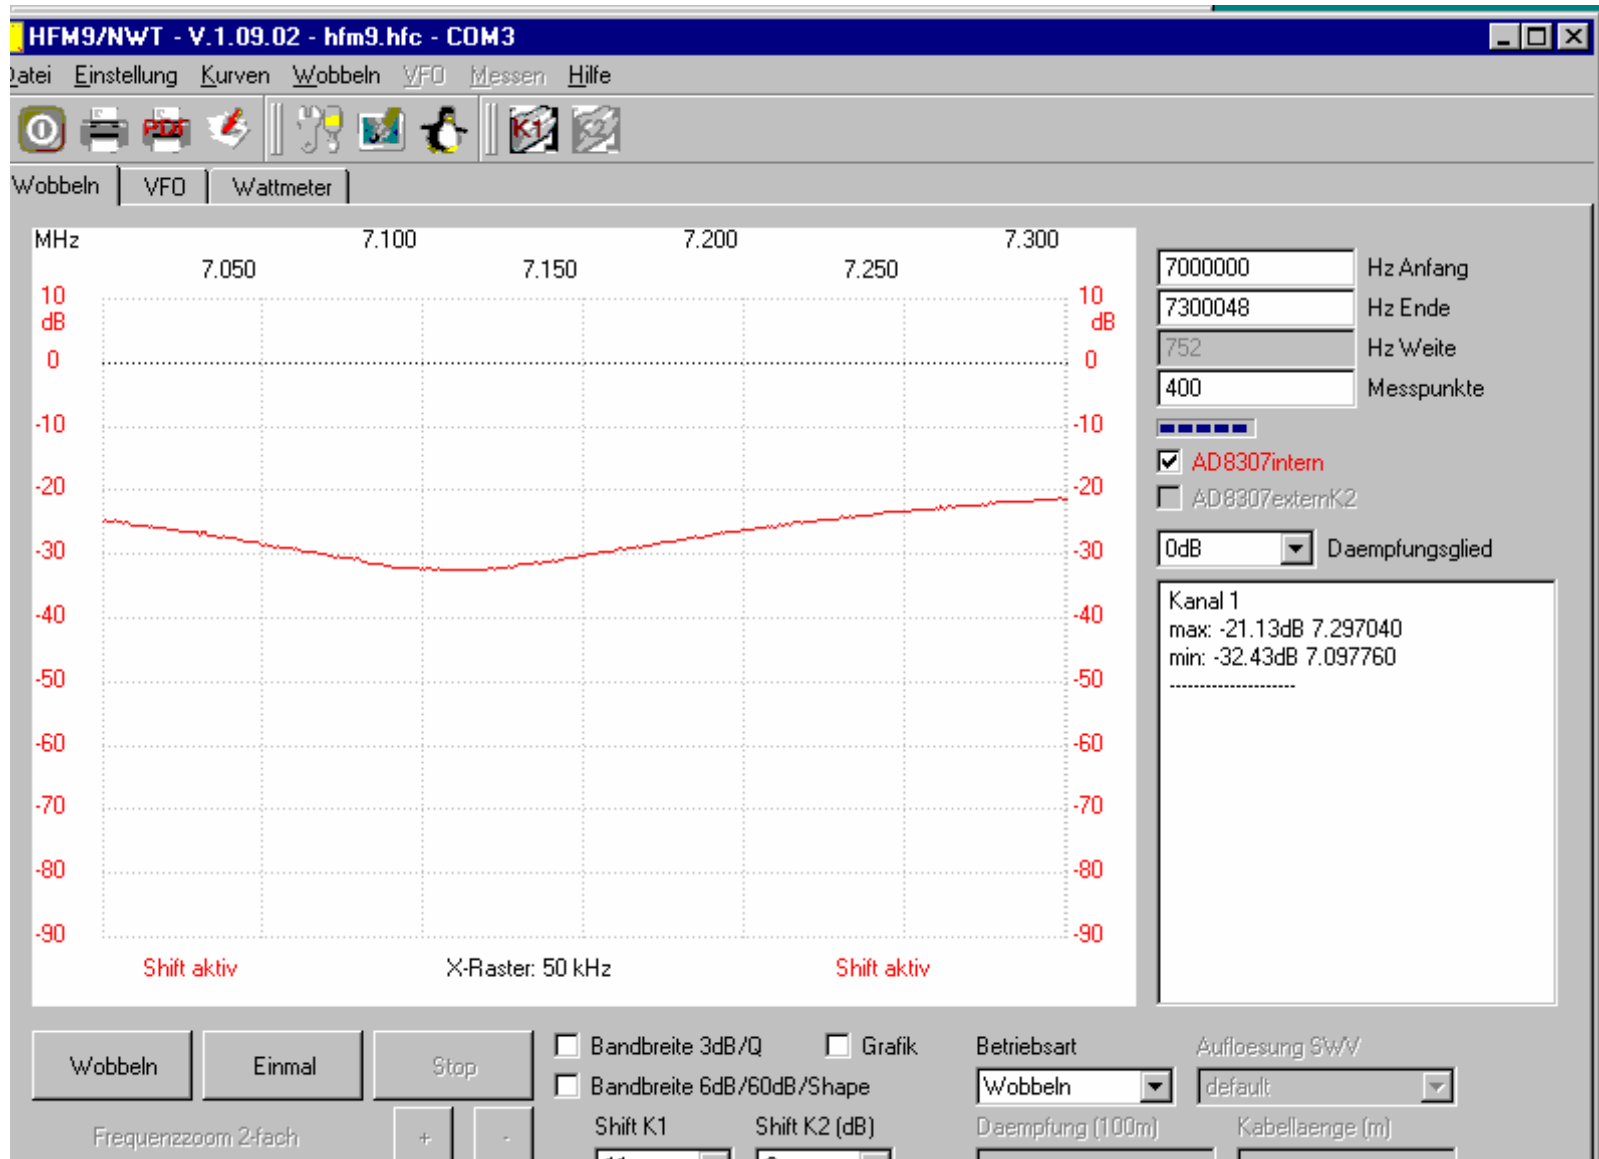 HFM9/NWT - V.1.09.02 - hfm9.hfc - COM3
Datei Einstellung Kurven Wobbeln VFO Messen Hilfe
PDF K1 K2
Wobbeln VFO Wattmeter
MHz 7.100 7.200 7.300
7.050 7.150 7.250
10 10
dB dB
0 0
-10 -10
-20 -20
-30 -30
-40 -40
-50 -50
-60 -60
-70 -70
-80 -80
-90 -90
Shift aktiv X-Raster: 50 kHz Shift aktiv
7000000 Hz Anfang
7300048 Hz Ende
752 Hz Weite
400 Messpunkte
AD8307intern
AD8307externK2
0dB Daempfungsglied
Kanal 1
max: -21.13dB 7.297040
min: -32.43dB 7.097760
---------------------
Wobbeln Einmal Stop
Bandbreite 3dB/Q Grafik
Bandbreite 6dB/60dB/Shape
Betriebsart Aufloesung SWV
Wobbeln default
Frequenzzoom 2-fach + -
Shift K1 Shift K2 (dB)
Daempfung (100m) Kabellaenge (m)